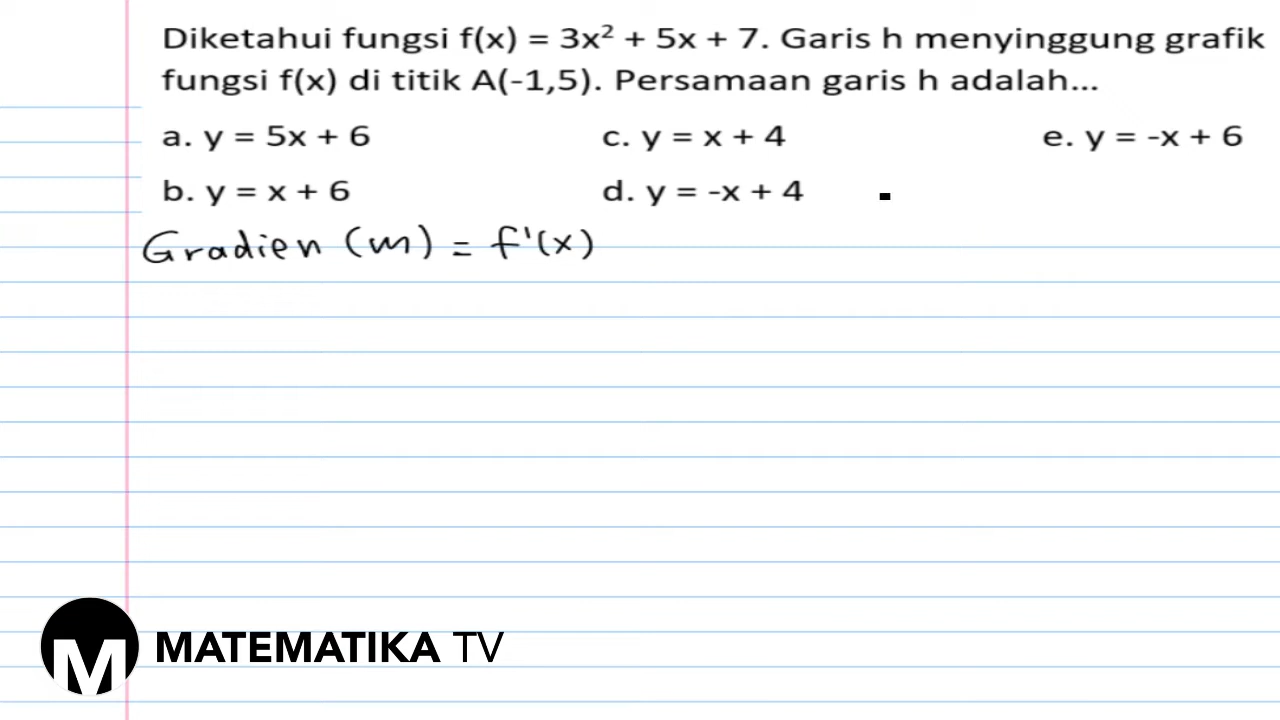 Diketahui fungsi f(x) = 3x² + 5x + 7. Garis h menyinggung grafik
fungsi f(x) di titik A(-1,5). Persamaan garis h adalah...
a. y = 5x + 6 c. y = x + 4 e. y = -x + 6
b. y = x + 6 d. y = -x + 4
Gradien (m) = f'(x)
M MATEMATIKA TV